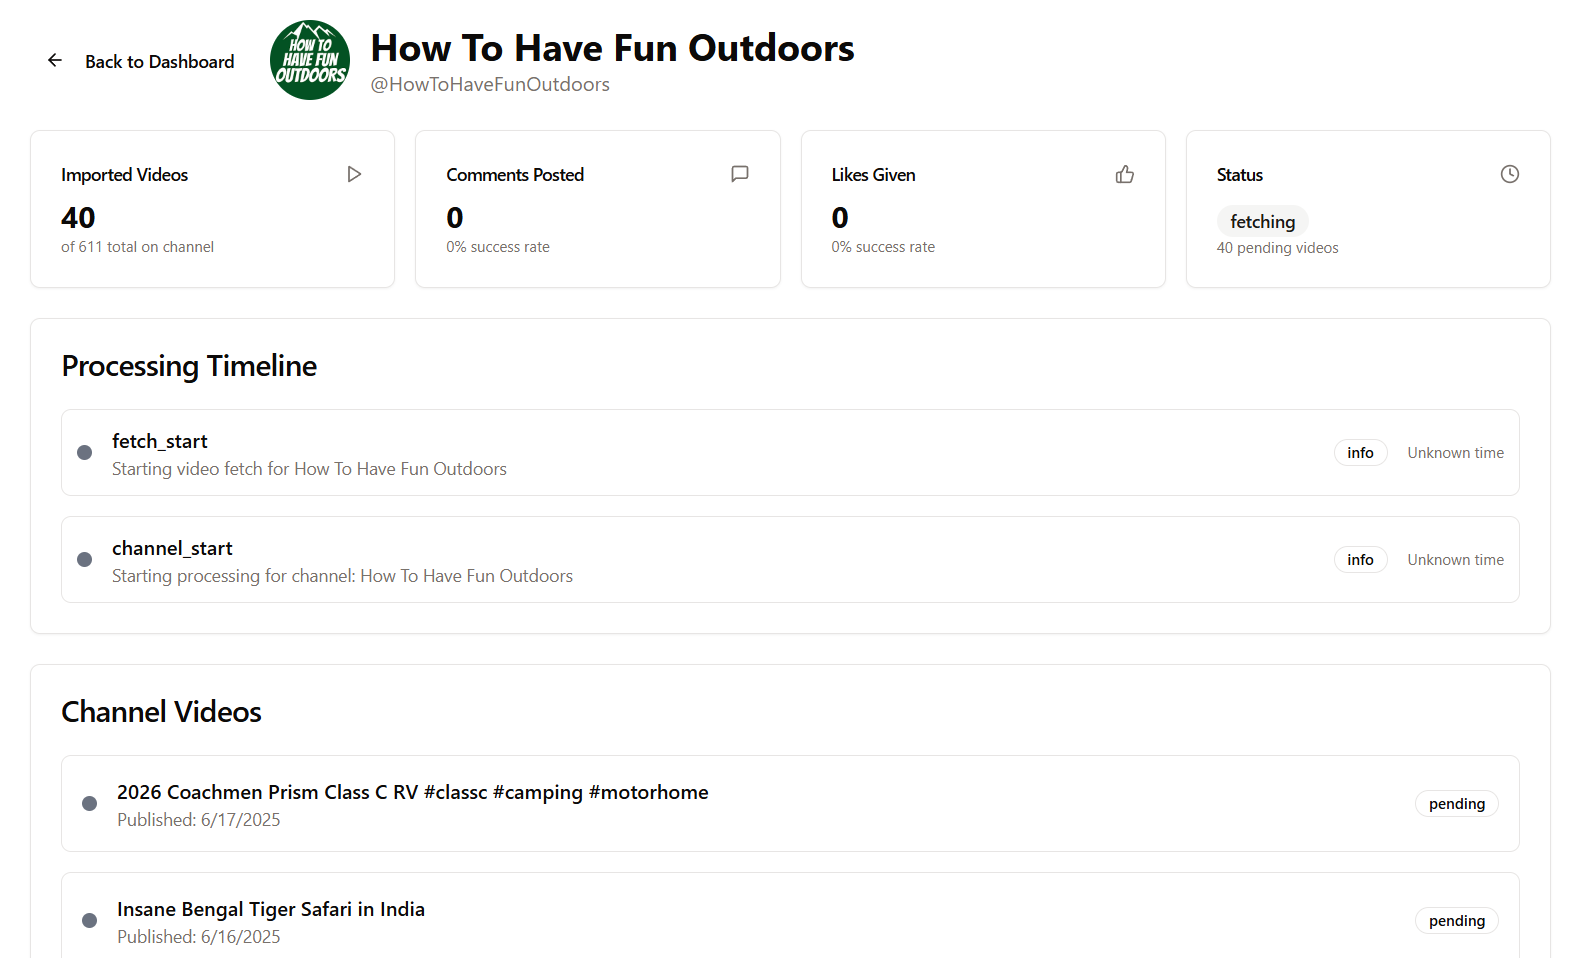 Back to Dashboard
HOW TO
HAVE FUN
OUTDOORS
How To Have Fun Outdoors
@HowToHaveFunOutdoors
Imported Videos
40
of 611 total on channel
Comments Posted
0
0% success rate
Likes Given
0
0% success rate
Status
fetching
40 pending videos
Processing Timeline
fetch_start
Starting video fetch for How To Have Fun Outdoors
info
Unknown time
channel_start
Starting processing for channel: How To Have Fun Outdoors
info
Unknown time
Channel Videos
2026 Coachmen Prism Class C RV #classc #camping #motorhome
Published: 6/17/2025
pending
Insane Bengal Tiger Safari in India
Published: 6/16/2025
pending